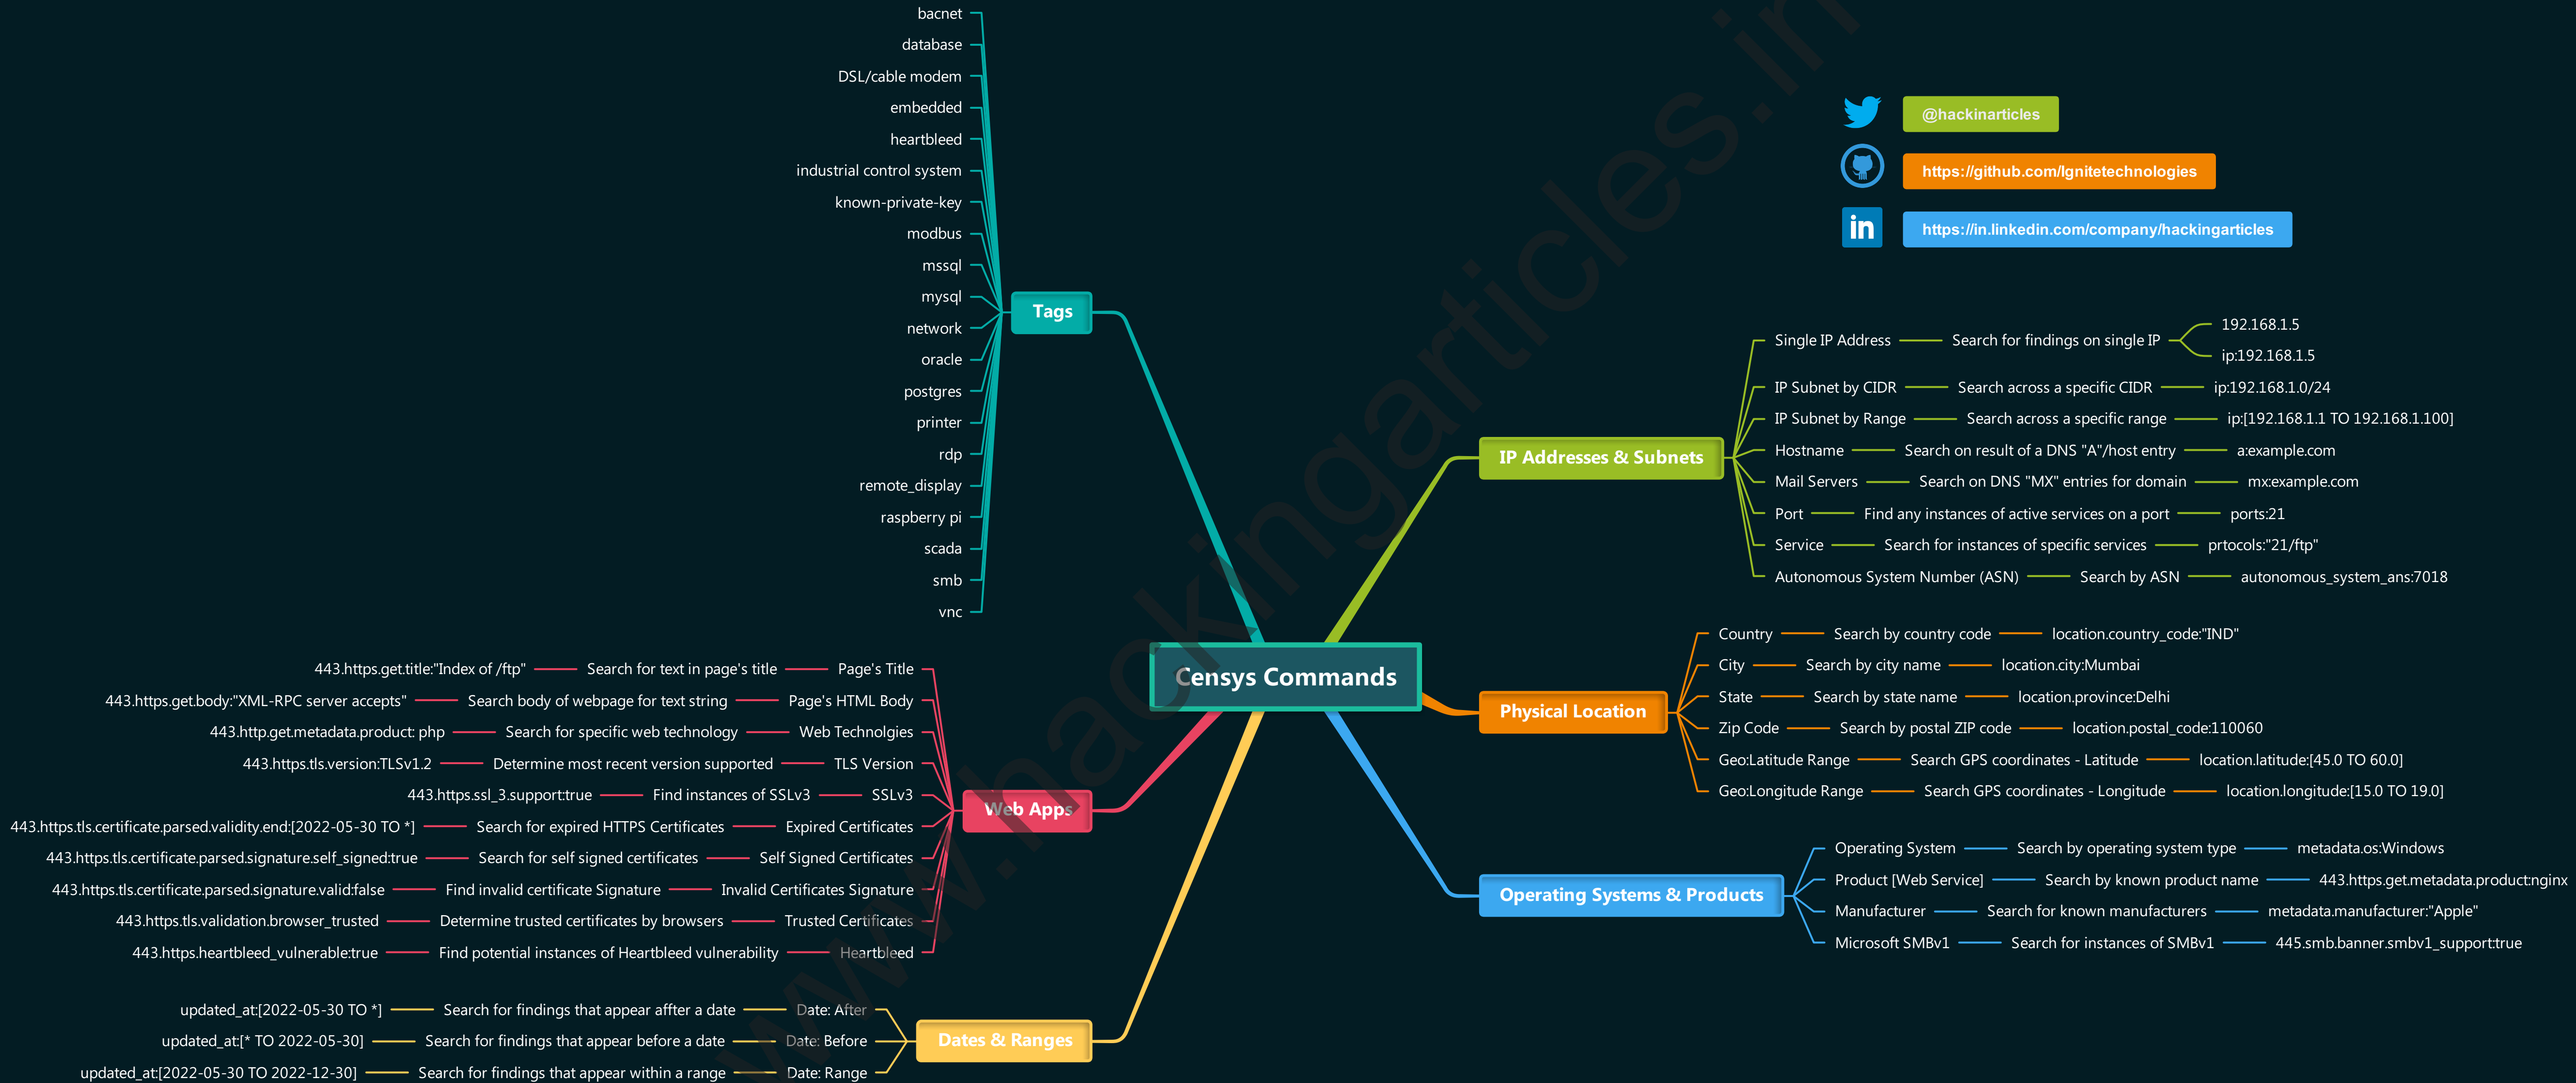 bacnet
database
DSL/cable modem
embedded
heartbleed
industrial control system
known-private-key
modbus
mssql
mysql
network
oracle
postgres
printer
rdp
remote_display
raspberry pi
scada
smb
vnc
Tags
@hackinarticles
https://github.com/Ignitetechnologies
in
https://in.linkedin.com/company/hackingarticles
IP Addresses & Subnets
Single IP Address Search for findings on single IP
192.168.1.5
ip:192.168.1.5
IP Subnet by CIDR Search across a specific CIDR ip:192.168.1.0/24
IP Subnet by Range Search across a specific range ip:[192.168.1.1 TO 192.168.1.100]
Hostname Search on result of a DNS "A"/host entry a:example.com
Mail Servers Search on DNS "MX" entries for domain mx:example.com
Port Find any instances of active services on a port ports:21
Service Search for instances of specific services prtocols:"21/ftp"
Autonomous System Number (ASN) Search by ASN autonomous_system_ans:7018
Censys Commands
Physical Location
Country Search by country code location.country_code:"IND"
City Search by city name location.city:Mumbai
State Search by state name location.province:Delhi
Zip Code Search by postal ZIP code location.postal_code:110060
Geo:Latitude Range Search GPS coordinates - Latitude location.latitude:[45.0 TO 60.0]
Geo:Longitude Range Search GPS coordinates - Longitude location.longitude:[15.0 TO 19.0]
Operating Systems & Products
Operating System Search by operating system type metadata.os:Windows
Product [Web Service] Search by known product name 443.https.get.metadata.product:nginx
Manufacturer Search for known manufacturers metadata.manufacturer:"Apple"
Microsoft SMBv1 Search for instances of SMBv1 445.smb.banner.smbv1_support:true
Web Apps
443.https.get.title:"Index of /ftp" Search for text in page's title Page's Title
443.https.get.body:"XML-RPC server accepts" Search body of webpage for text string Page's HTML Body
443.http.get.metadata.product: php Search for specific web technology Web Technolgies
443.https.tls.version:TLSv1.2 Determine most recent version supported TLS Version
443.https.ssl_3.support:true Find instances of SSLv3 SSLv3
443.https.tls.certificate.parsed.validity.end:[2022-05-30 TO *] Search for expired HTTPS Certificates Expired Certificates
443.https.tls.certificate.parsed.signature.self_signed:true Search for self signed certificates Self Signed Certificates
443.https.tls.certificate.parsed.signature.valid:false Find invalid certificate Signature Invalid Certificates Signature
443.https.tls.validation.browser_trusted Determine trusted certificates by browsers Trusted Certificates
443.https.heartbleed_vulnerable:true Find potential instances of Heartbleed vulnerability Heartbleed
Dates & Ranges
updated_at:[2022-05-30 TO *] Search for findings that appear affter a date Date: After
updated_at:[* TO 2022-05-30] Search for findings that appear before a date Date: Before
updated_at:[2022-05-30 TO 2022-12-30] Search for findings that appear within a range Date: Range
www.hackingarticles.in